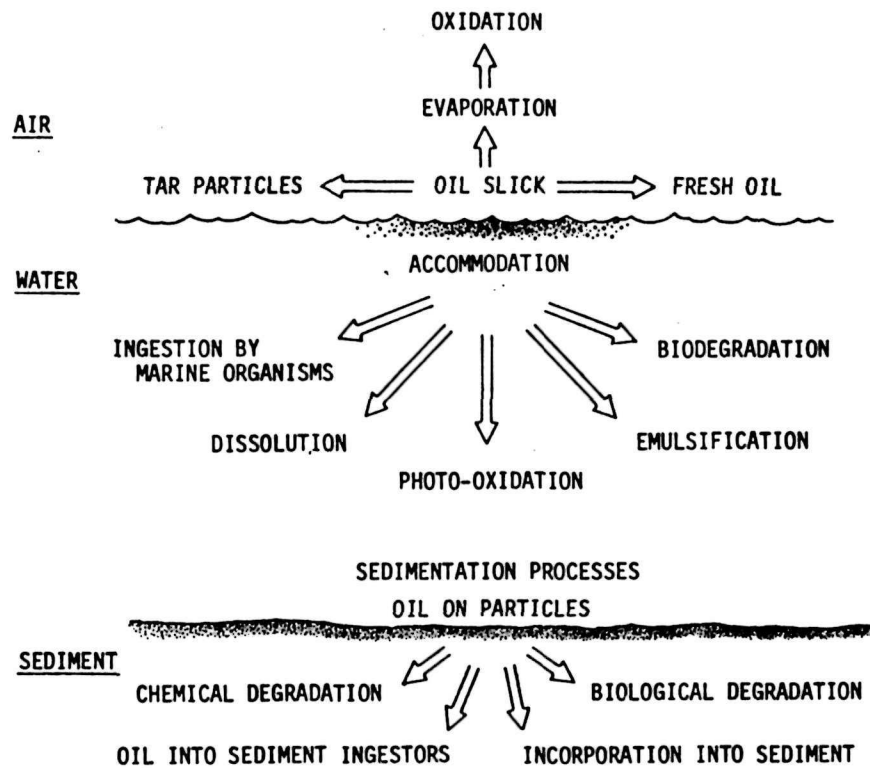 OXIDATION
EVAPORATION
AIR
TAR PARTICLES OIL SLICK FRESH OIL
ACCOMMODATION
WATER
INGESTION BY
MARINE ORGANISMS
BIODEGRADATION
DISSOLUTION
EMULSIFICATION
PHOTO-OXIDATION
SEDIMENTATION PROCESSES
OIL ON PARTICLES
SEDIMENT
CHEMICAL DEGRADATION
BIOLOGICAL DEGRADATION
OIL INTO SEDIMENT INGESTORS
INCORPORATION INTO SEDIMENT